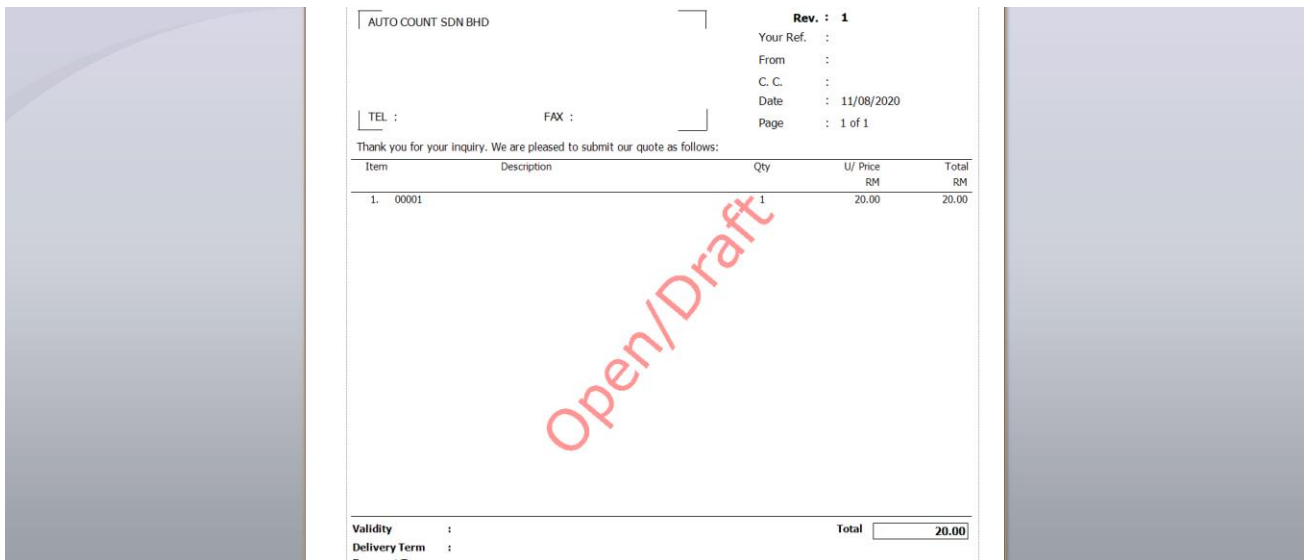 AUTO COUNT SDN BHD
Rev. : 1
Your Ref. :
From :
C. C. :
Date : 11/08/2020
TEL : FAX :
Page : 1 of 1
Thank you for your inquiry. We are pleased to submit our quote as follows:
Item Description Qty U/ Price Total
RM RM
1. 00001 1 20.00 20.00
Open/Draft
Validity : Total 20.00
Delivery Term :